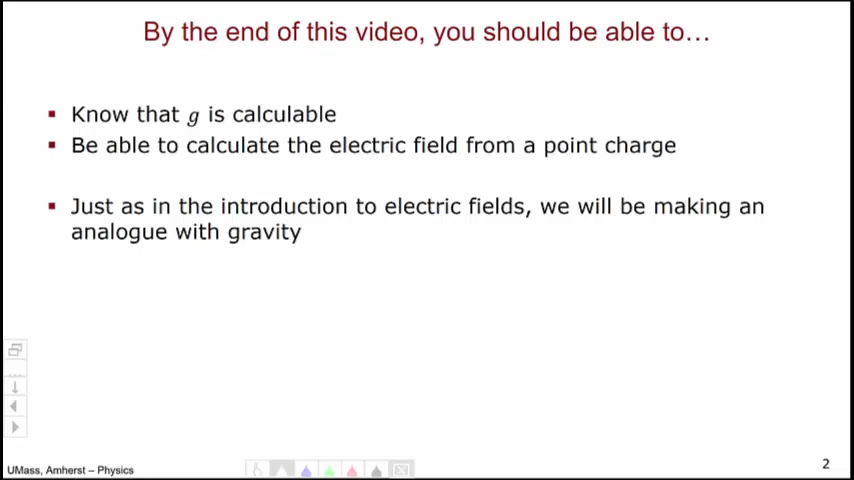 By the end of this video, you should be able to…
▪ Know that g is calculable
▪ Be able to calculate the electric field from a point charge
▪ Just as in the introduction to electric fields, we will be making an
analogue with gravity
UMass, Amherst – Physics
2